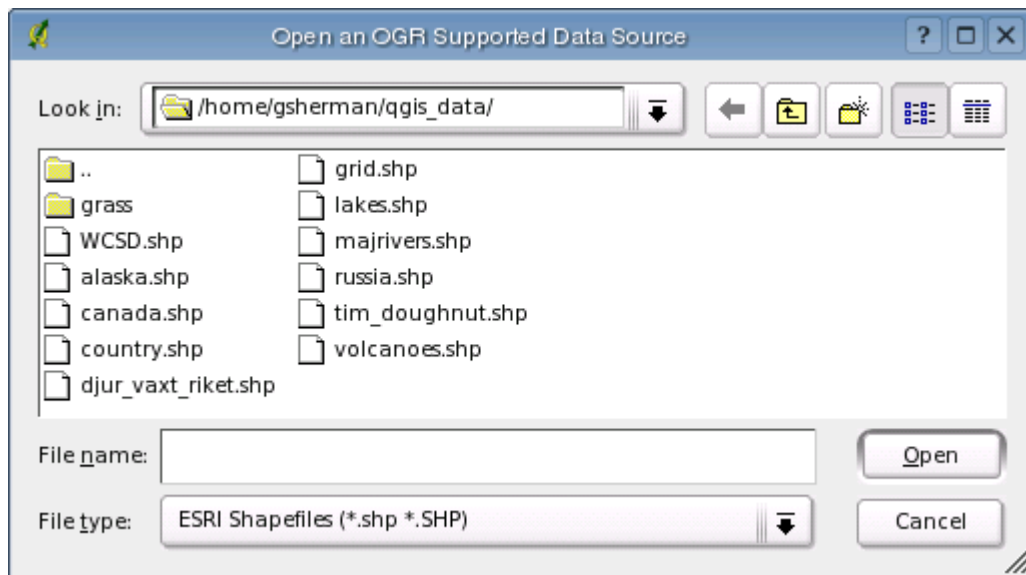 Open an OGR Supported Data Source
?
Look in:
/home/gsherman/qgis_data/
..
grass
WCSD.shp
alaska.shp
canada.shp
country.shp
djur_vaxt_riket.shp
grid.shp
lakes.shp
majrivers.shp
russia.shp
tim_doughnut.shp
volcanoes.shp
File name:
Open
File type:
ESRI Shapefiles (*.shp *.SHP)
Cancel